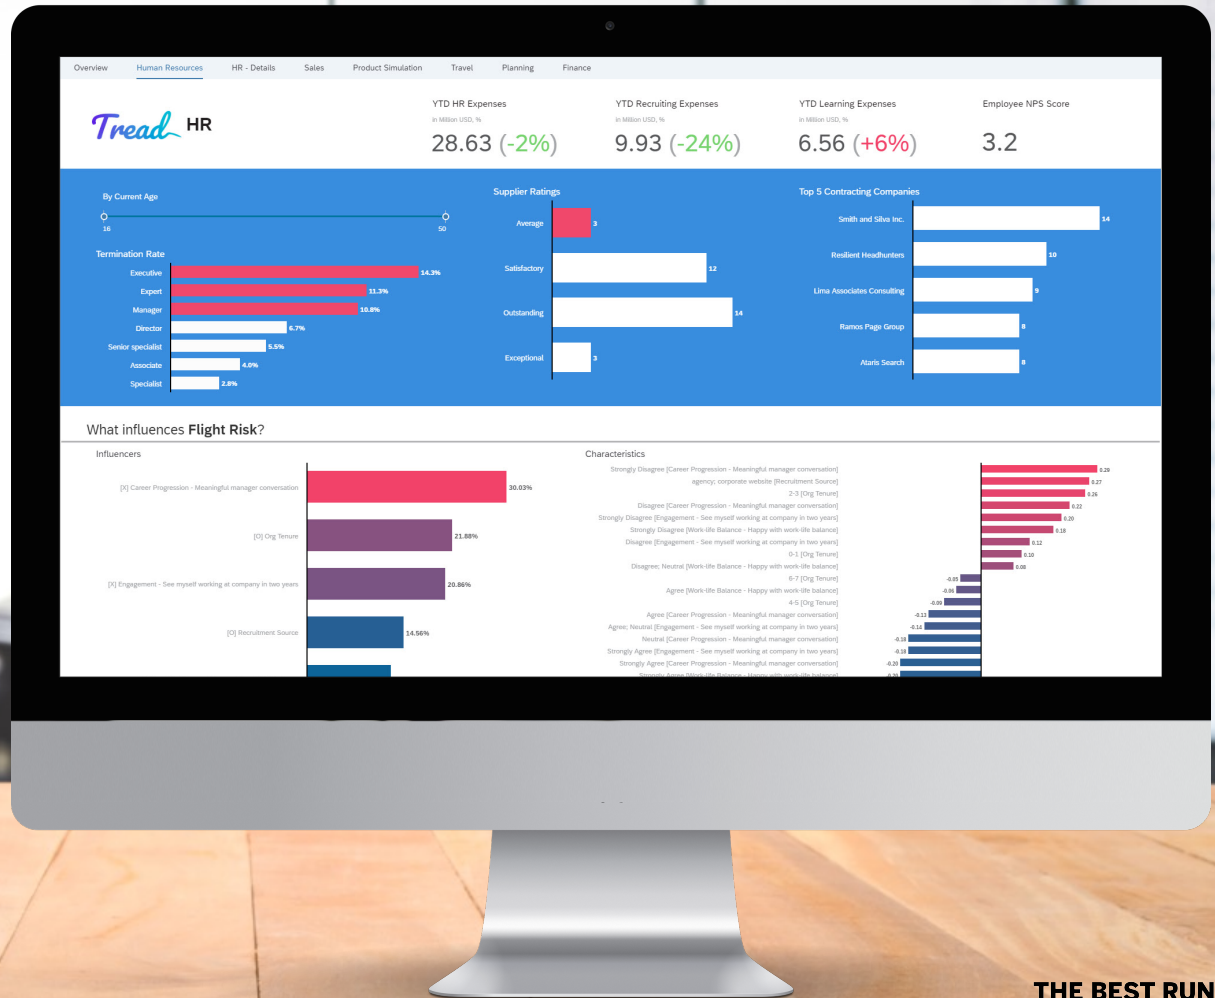 Overview Human Resources HR - Details Sales Product Simulation Travel Planning Finance
Tread HR
YTD HR Expenses
in Million USD, %
28.63 (-2%)
YTD Recruiting Expenses
in Million USD, %
9.93 (-24%)
YTD Learning Expenses
in Million USD, %
6.56 (+6%)
Employee NPS Score
3.2
By Current Age
16 50
Termination Rate
Executive 14.3%
Expert 11.3%
Manager 10.8%
Director 6.7%
Senior specialist 5.5%
Associate 4.0%
Specialist 2.8%
Supplier Ratings
Average 3
Satisfactory 12
Outstanding 14
Exceptional 3
Top 5 Contracting Companies
Smith and Silva Inc. 14
Resilient Headhunters 10
Lima Associates Consulting 9
Ramos Page Group 8
Ataris Search 8
What influences Flight Risk?
Influencers
[X] Career Progression - Meaningful manager conversation 30.03%
[O] Org Tenure 21.88%
[X] Engagement - See myself working at company in two years 20.86%
[O] Recruitment Source 14.56%
Characteristics
Strongly Disagree [Career Progression - Meaningful manager conversation] 0.29
agency; corporate website [Recruitment Source] 0.27
2-3 [Org Tenure] 0.26
Disagree [Career Progression - Meaningful manager conversation] 0.22
Strongly Disagree [Engagement - See myself working at company in two years] 0.20
Strongly Disagree [Work-life Balance - Happy with work-life balance] 0.18
Disagree [Engagement - See myself working at company in two years] 0.12
0-1 [Org Tenure] 0.10
Disagree; Neutral [Work-life Balance - Happy with work-life balance] 0.08
6-7 [Org Tenure] -0.05
Agree [Work-life Balance - Happy with work-life balance] -0.06
4-5 [Org Tenure] -0.09
Agree [Career Progression - Meaningful manager conversation] -0.13
Agree; Neutral [Engagement - See myself working at company in two years] -0.14
Neutral [Career Progression - Meaningful manager conversation] -0.18
Strongly Agree [Engagement - See myself working at company in two years] -0.18
Strongly Agree [Career Progression - Meaningful manager conversation] -0.20
Strongly Agree [Work-life Balance - Happy with work-life balance] -0.20
THE BEST RUN